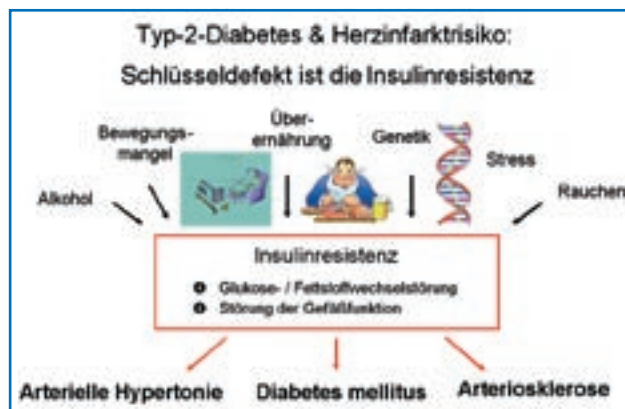 Typ-2-Diabetes & Herzinfarktrisiko:
Schlüsseldefekt ist die Insulinresistenz
Bewegungs-
mangel
Über-
ernährung
Genetik
Stress
Alkohol
Rauchen
Insulinresistenz
Glukose- / Fettstoffwechselstörung
Störung der Gefäßfunktion
Arterielle Hypertonie
Diabetes mellitus
Arteriosklerose